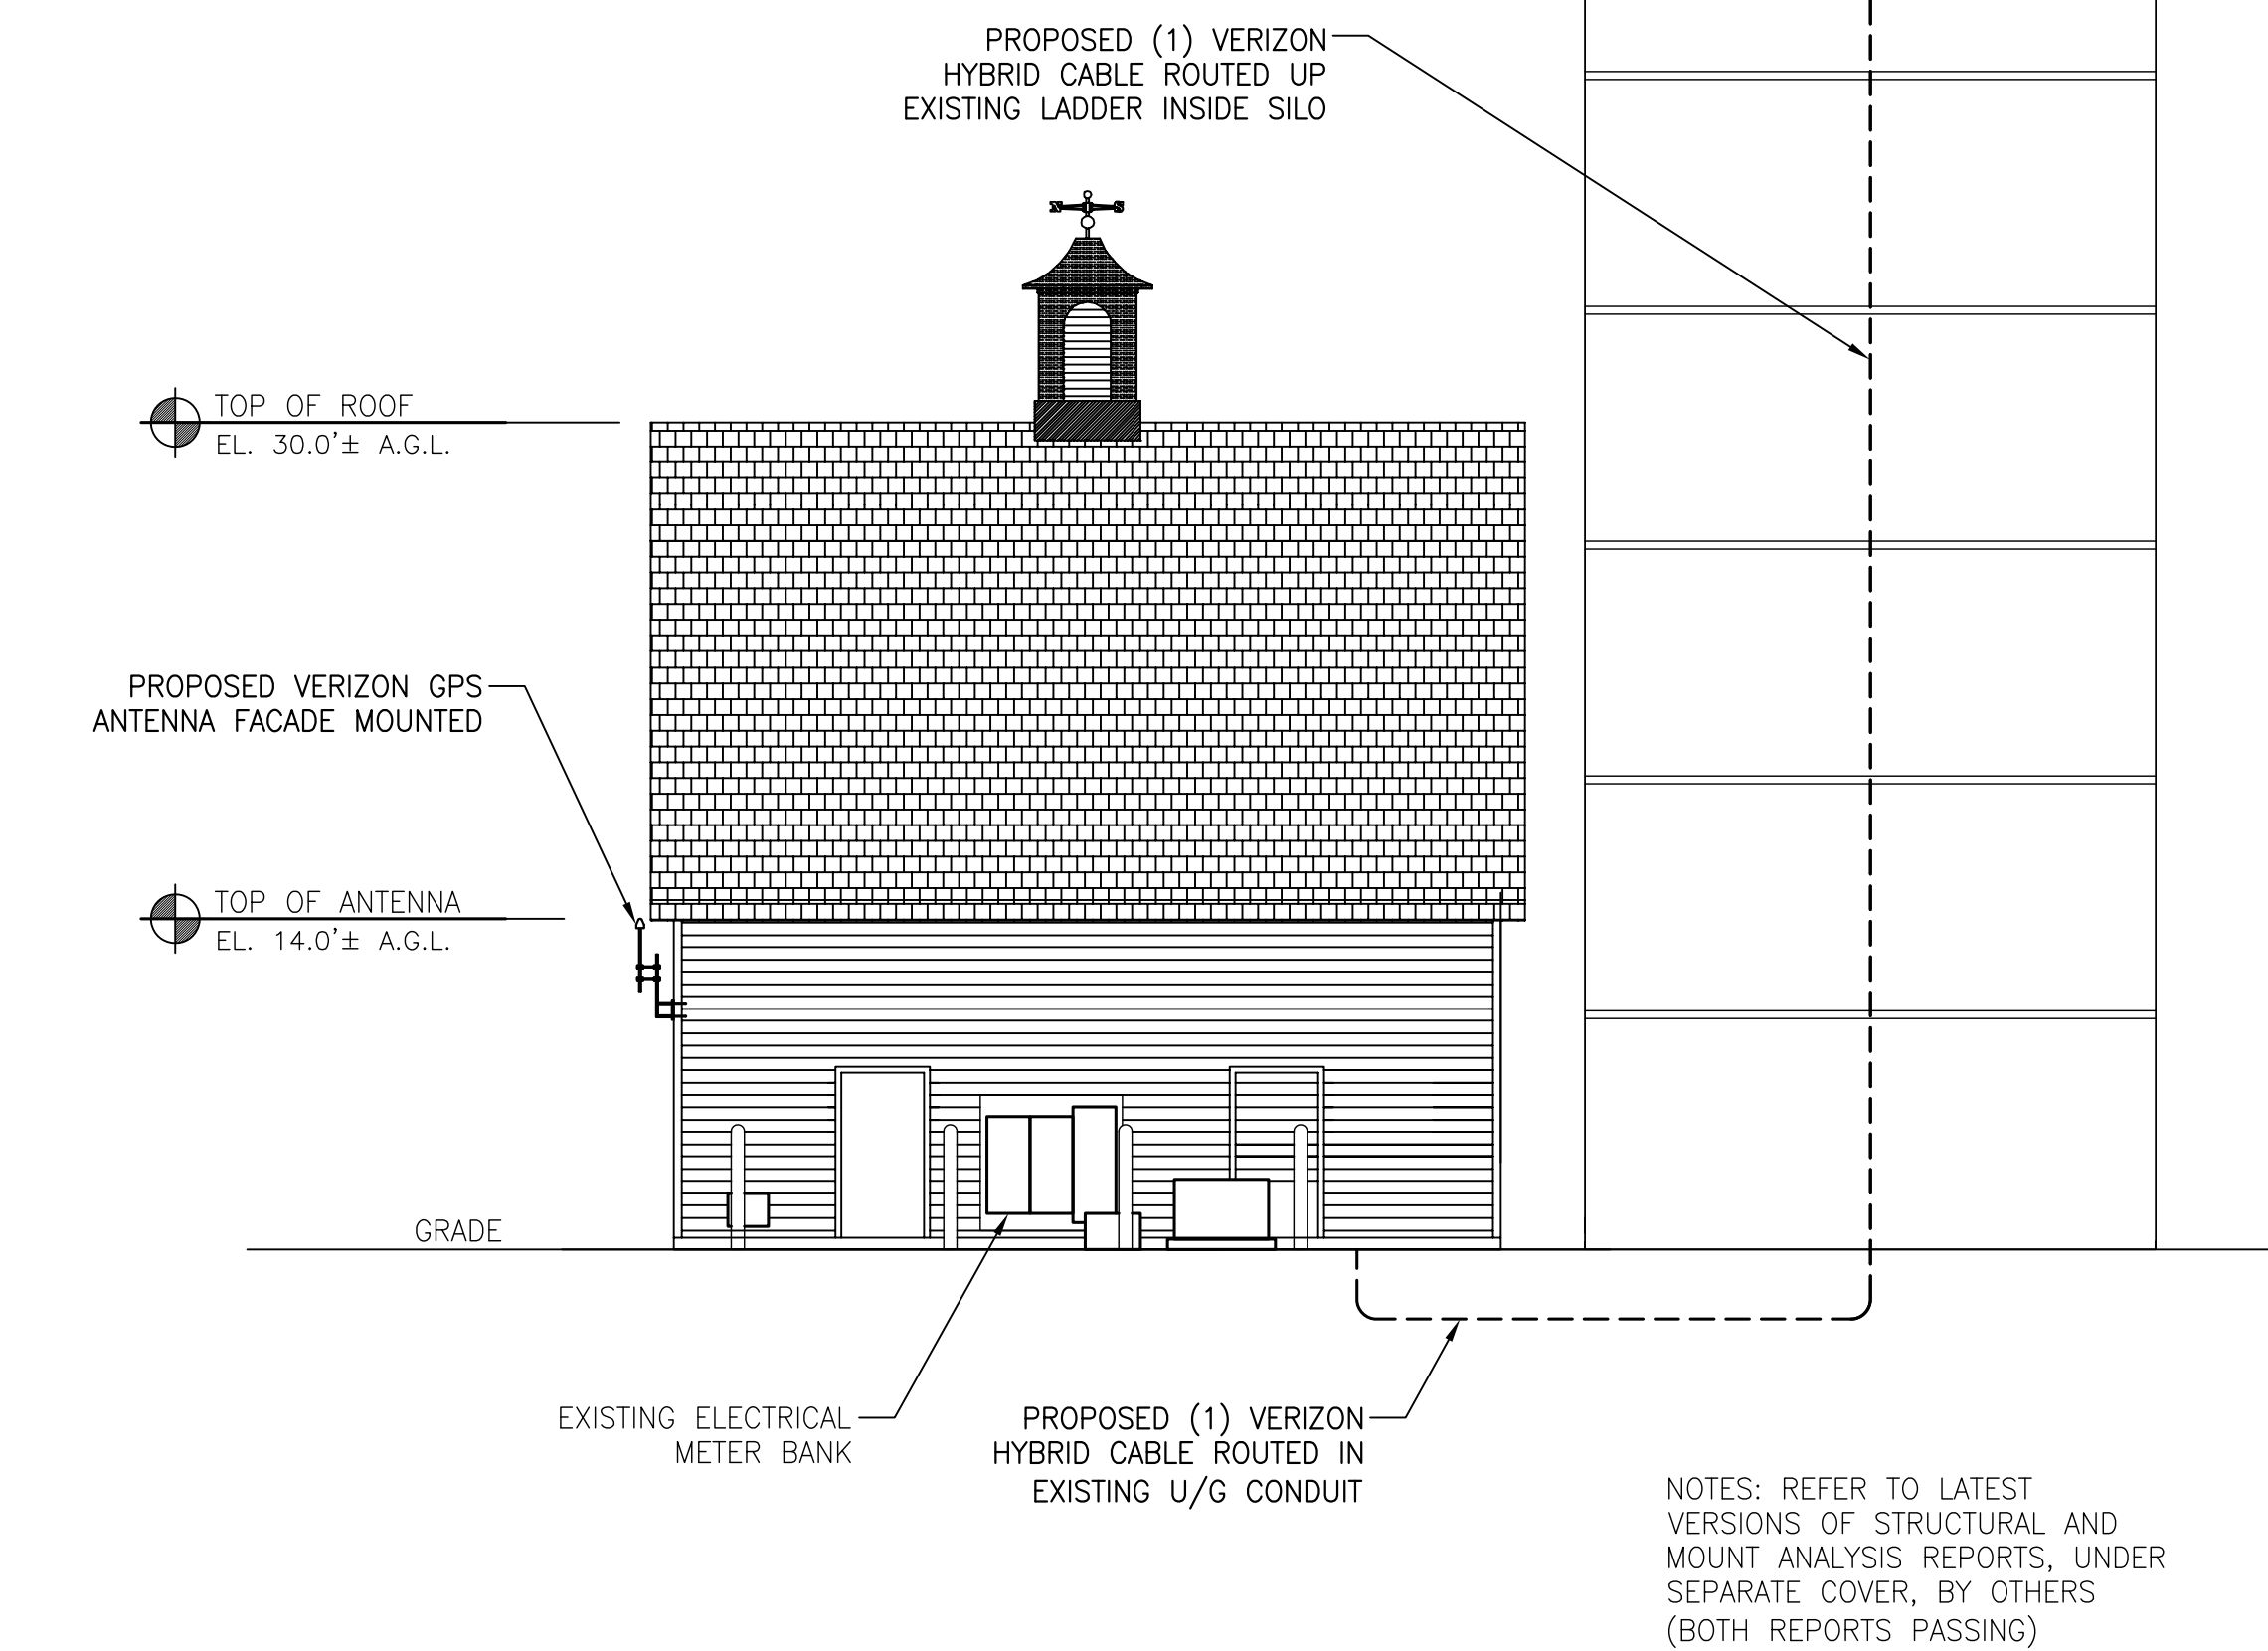 PROPOSED (1) VERIZON
HYBRID CABLE ROUTED UP
EXISTING LADDER INSIDE SILO
N S
TOP OF ROOF
EL. 30.0'± A.G.L.
PROPOSED VERIZON GPS
ANTENNA FACADE MOUNTED
TOP OF ANTENNA
EL. 14.0'± A.G.L.
GRADE
EXISTING ELECTRICAL
METER BANK
PROPOSED (1) VERIZON
HYBRID CABLE ROUTED IN
EXISTING U/G CONDUIT
NOTES: REFER TO LATEST
VERSIONS OF STRUCTURAL AND
MOUNT ANALYSIS REPORTS, UNDER
SEPARATE COVER, BY OTHERS
(BOTH REPORTS PASSING)